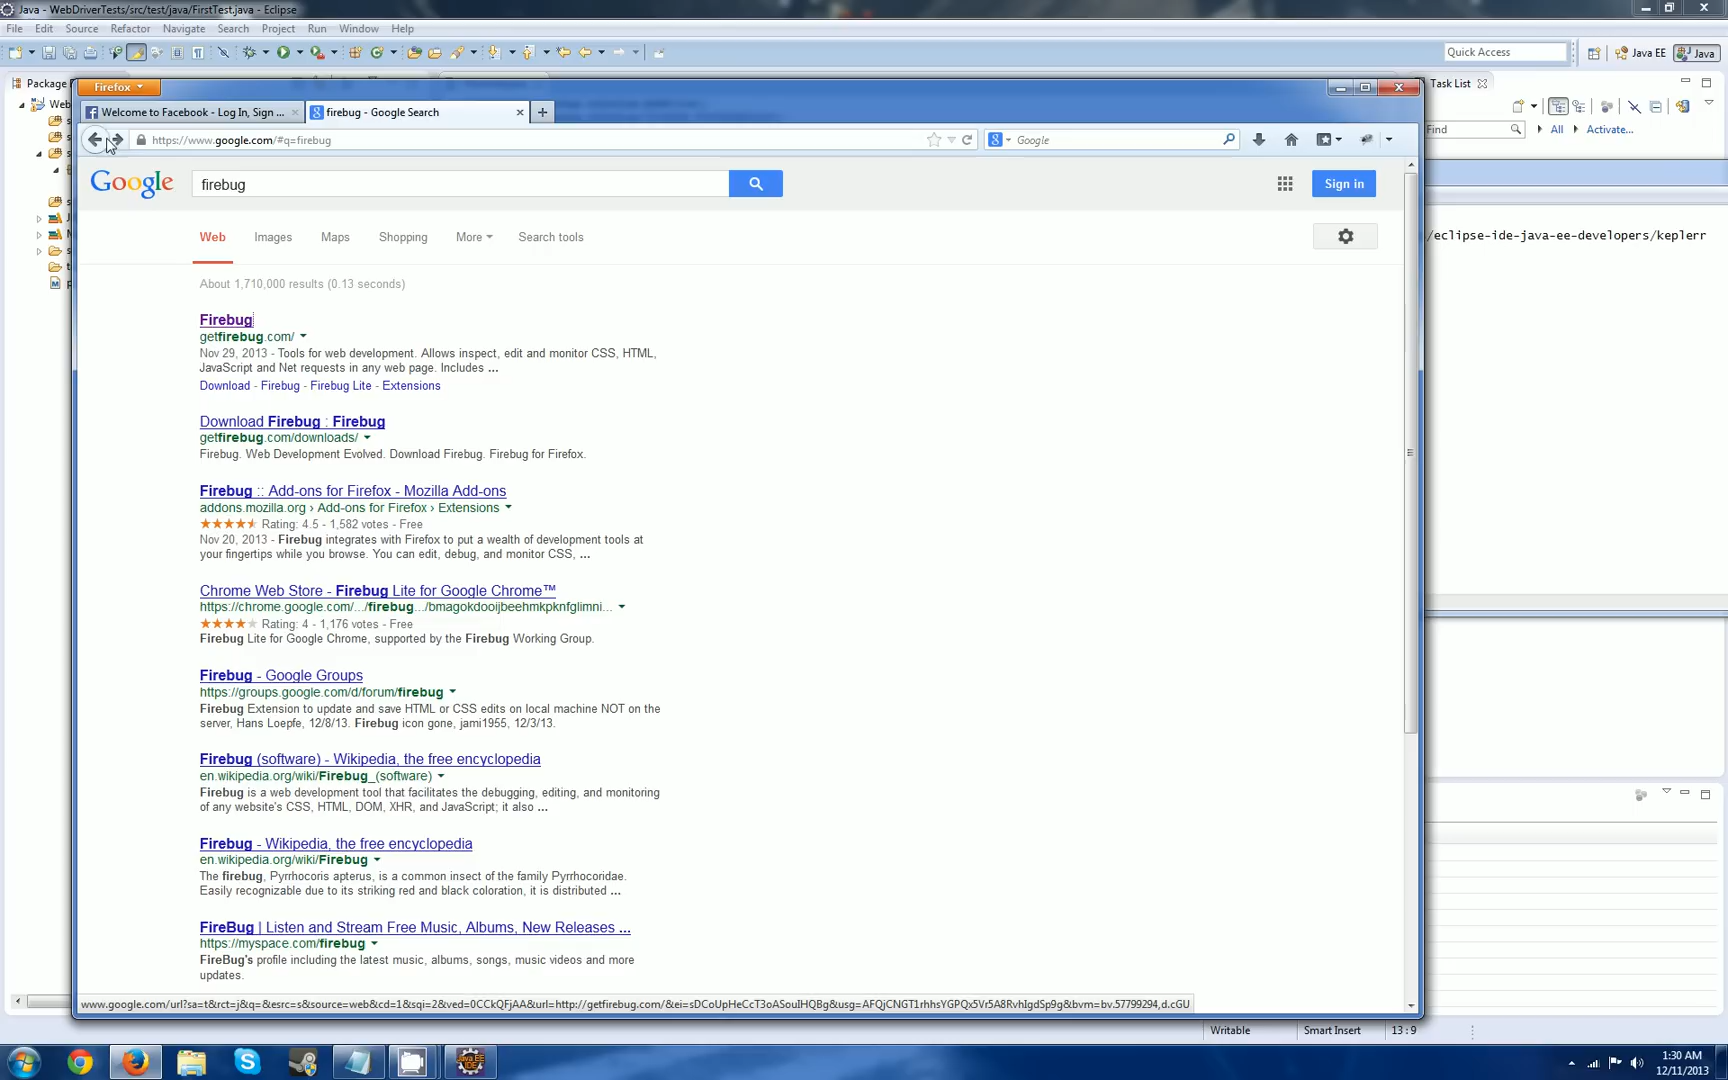 Java - WebDriverTests/src/test/java/FirstTest.java - Eclipse
File Edit Source Refactor Navigate Search Project Run Window Help
Quick Access
Java EE
Java
Package
Task List
Firefox
Welcome to Facebook - Log In, Sign ...
firebug - Google Search
Find
All
Activate...
https://www.google.com/#q=firebug
Google
Google
firebug
Sign in
Web Images Maps Shopping More Search tools
/eclipse-ide-java-ee-developers/keplerr
About 1,710,000 results (0.13 seconds)
Firebug
getfirebug.com/
Nov 29, 2013 - Tools for web development. Allows inspect, edit and monitor CSS, HTML,
JavaScript and Net requests in any web page. Includes ...
Download - Firebug - Firebug Lite - Extensions
Download Firebug : Firebug
getfirebug.com/downloads/
Firebug. Web Development Evolved. Download Firebug. Firebug for Firefox.
Firebug :: Add-ons for Firefox - Mozilla Add-ons
addons.mozilla.org › Add-ons for Firefox › Extensions
Rating: 4.5 - 1,582 votes - Free
Nov 20, 2013 - Firebug integrates with Firefox to put a wealth of development tools at
your fingertips while you browse. You can edit, debug, and monitor CSS, ...
Chrome Web Store - Firebug Lite for Google Chrome™
https://chrome.google.com/.../firebug.../bmagokdooijbeehmkpknfglimni...
Rating: 4 - 1,176 votes - Free
Firebug Lite for Google Chrome, supported by the Firebug Working Group.
Firebug - Google Groups
https://groups.google.com/d/forum/firebug
Firebug Extension to update and save HTML or CSS edits on local machine NOT on the
server, Hans Loepfe, 12/8/13. Firebug icon gone, jami1955, 12/3/13.
Firebug (software) - Wikipedia, the free encyclopedia
en.wikipedia.org/wiki/Firebug_(software)
Firebug is a web development tool that facilitates the debugging, editing, and monitoring
of any website's CSS, HTML, DOM, XHR, and JavaScript; it also ...
Firebug - Wikipedia, the free encyclopedia
en.wikipedia.org/wiki/Firebug
The firebug, Pyrrhocoris apterus, is a common insect of the family Pyrrhocoridae.
Easily recognizable due to its striking red and black coloration, it is distributed ...
FireBug | Listen and Stream Free Music, Albums, New Releases ...
https://myspace.com/firebug
FireBug's profile including the latest music, albums, songs, music videos and more
updates.
www.google.com/url?sa=t&rct=j&q=&esrc=s&source=web&cd=1&sqi=2&ved=0CCkQFjAA&url=http://getfirebug.com/&ei=sDCoUpHeCcT3oASouIHQBg&usg=AFQjCNGT1rhhsYGPQx5Vr5A8RvhIgdSp9g&bvm=bv.57799294,d.cGU
Writable
Smart Insert
13 : 9
1:30 AM
12/11/2013